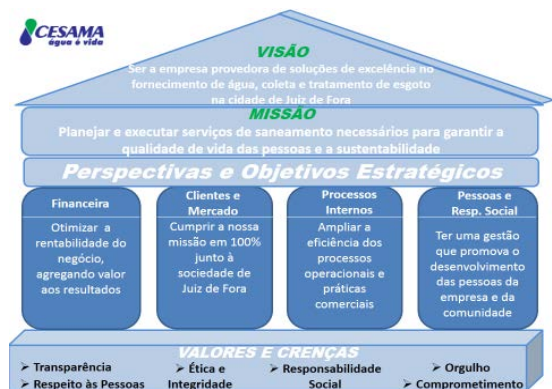 CESAMA
água é vida
VISÃO
Ser a empresa provedora de soluções de excelência no
fornecimento de água, coleta e tratamento de esgoto
na cidade de Juiz de Fora
MISSÃO
Planejar e executar serviços de saneamento necessários para garantir a
qualidade de vida das pessoas e a sustentabilidade
Perspectivas e Objetivos Estratégicos
Financeira
Otimizar a
rentabilidade do
negócio,
agregando valor
aos resultados
Clientes e
Mercado
Cumprir a nossa
missão em 100%
junto à
sociedade de
Juiz de Fora
Processos
Internos
Ampliar a
eficiência dos
processos
operacionais e
práticas
comerciais
Pessoas e
Resp. Social
Ter uma gestão
que promova o
desenvolvimento
das pessoas da
empresa e da
comunidade
VALORES E CRENÇAS
➤ Transparência
➤ Respeito às Pessoas
➤ Ética e
Integridade
➤ Responsabilidade
Social
➤ Orgulho
➤ Comprometimento